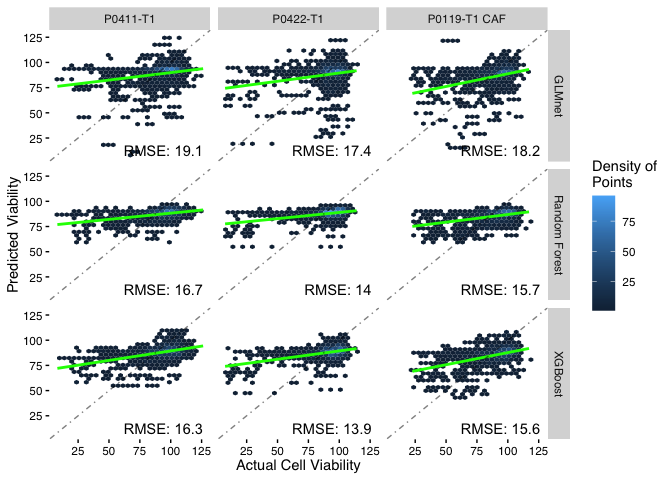 P0411-T1 P0422-T1 P0119-T1 CAF
125
100
75
50
25
RMSE: 19.1 RMSE: 17.4 RMSE: 18.2
GLMnet
125
100
75
50
25
RMSE: 16.7 RMSE: 14 RMSE: 15.7
Random Forest
125
100
75
50
25
RMSE: 16.3 RMSE: 13.9 RMSE: 15.6
XGBoost
Predicted Viability
25 50 75 100 125 25 50 75 100 125 25 50 75 100 125
Actual Cell Viability
Density of
Points
75
50
25